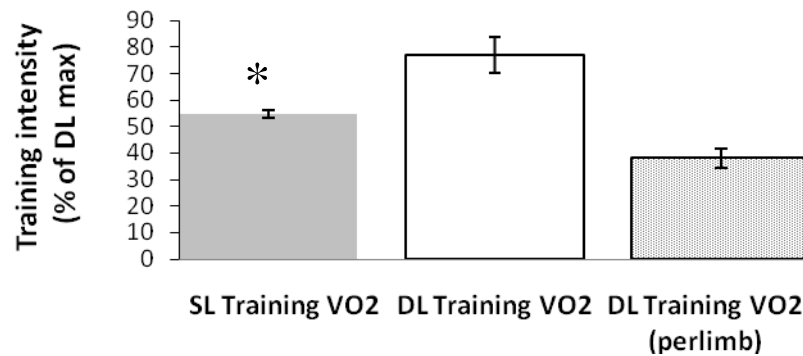 Training intensity
(% of DL max)
90
80
70
60
50
40
30
20
10
0
*
SL Training VO2 DL Training VO2 DL Training VO2
(perlimb)